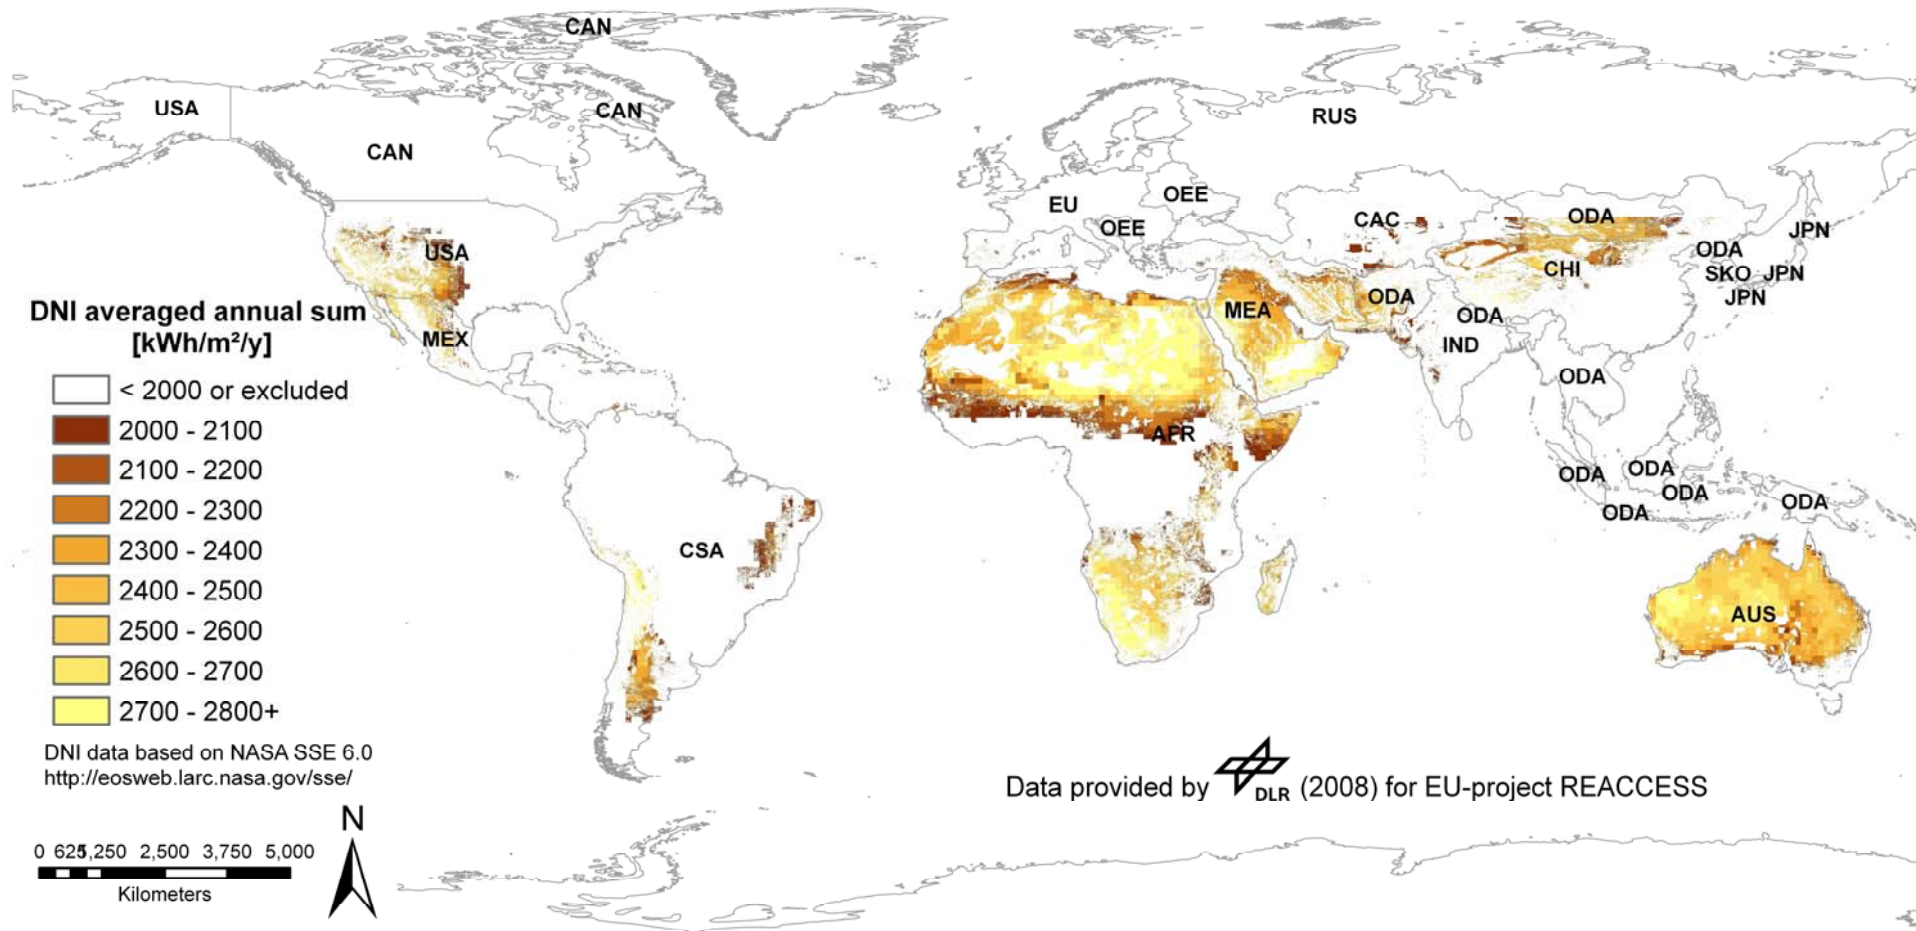 CAN
USA
CAN
CAN
RUS
EU
OEE
OEE
CAC
ODA
JPN
USA
ODA
CHI
SKO
JPN
JPN
MEA
ODA
ODA
IND
MEX
ODA
AFR
ODA
ODA
ODA
ODA
ODA
CSA
AUS
DNI averaged annual sum
[kWh/m²/y]
< 2000 or excluded
2000 - 2100
2100 - 2200
2200 - 2300
2300 - 2400
2400 - 2500
2500 - 2600
2600 - 2700
2700 - 2800+
DNI data based on NASA SSE 6.0
http://eosweb.larc.nasa.gov/sse/
Data provided by DLR (2008) for EU-project REACCESS
N
0 625 1,250 2,500 3,750 5,000
Kilometers